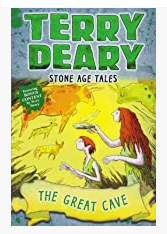 TERRY
DEARY
STONE AGE TALES
THE GREAT CAVE